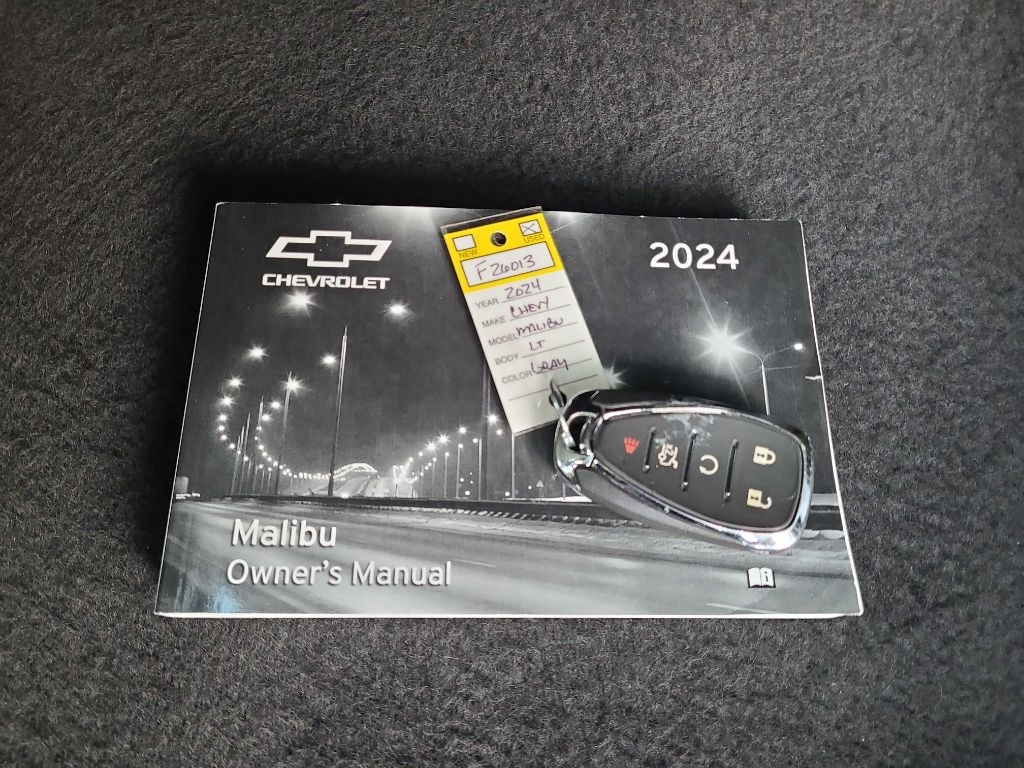 CHEVROLET
2024
NEW
USED
F26013
YEAR 2024
MAKE CHEVY
MODEL MALIBU
BODY LT
COLOR GRAY
Malibu
Owner's Manual